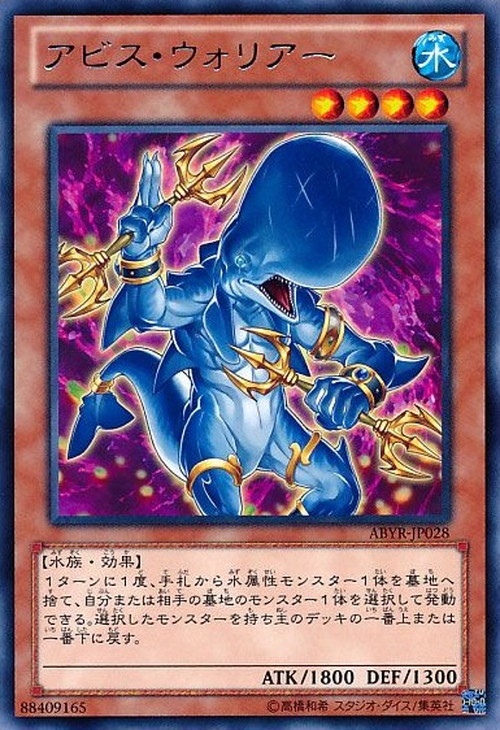 アビス・ウォリアー
水
ABYR-JP028
【水族・効果】
1ターンに1度、手札から水属性モンスター1体を墓地へ
捨て、自分または相手の墓地のモンスター1体を選択して発動
できる。選択したモンスターを持ち主のデッキの一番上または
一番下に戻す。
ATK/1800 DEF/1300
88409165
©高橋和希 スタジオ・ダイス/集英社